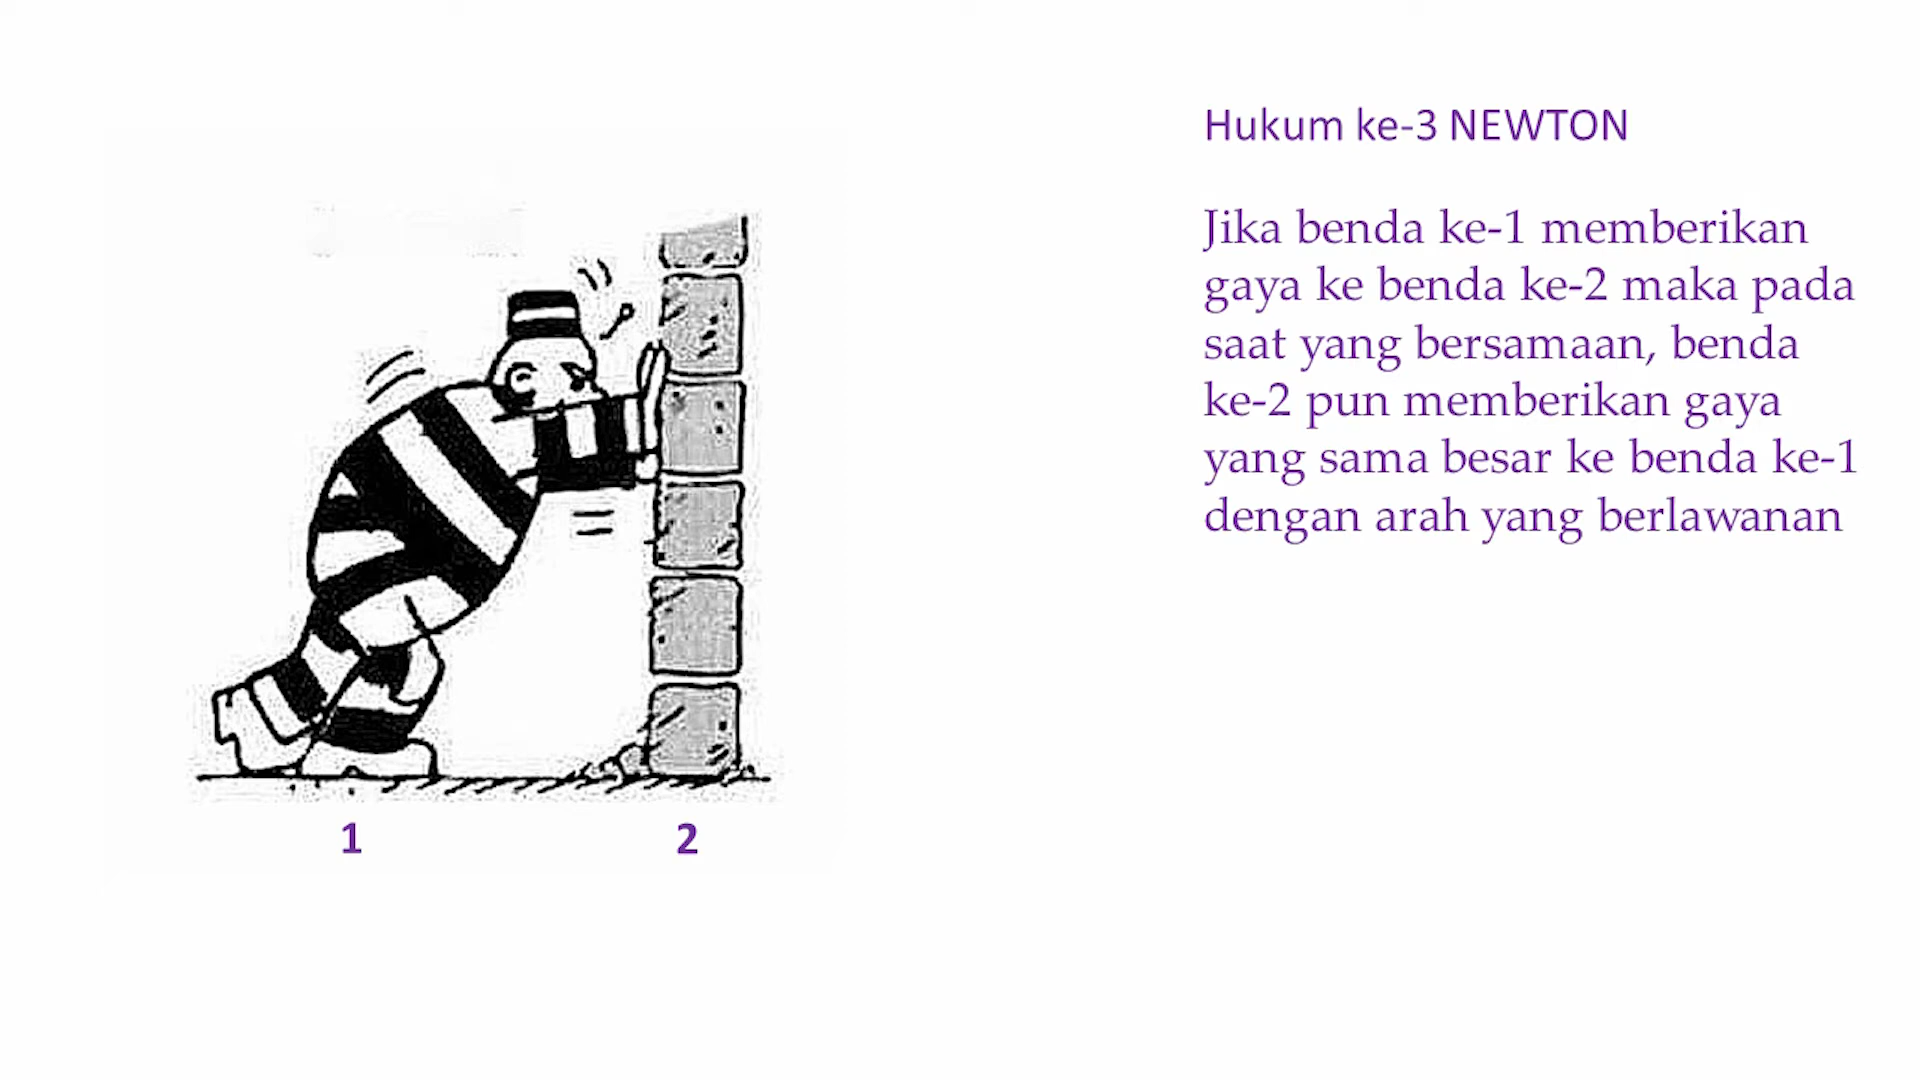 Hukum ke-3 NEWTON
Jika benda ke-1 memberikan
gaya ke benda ke-2 maka pada
saat yang bersamaan, benda
ke-2 pun memberikan gaya
yang sama besar ke benda ke-1
dengan arah yang berlawanan
1
2